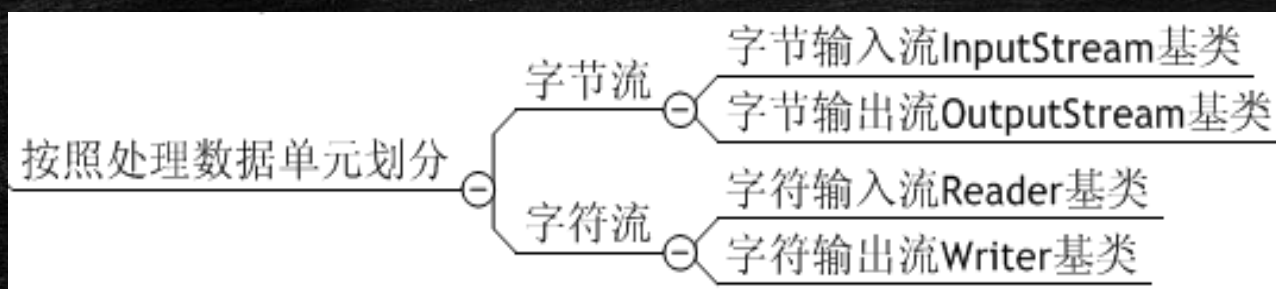 按照处理数据单元划分
字节流
字节输入流InputStream基类
字节输出流OutputStream基类
字符流
字符输入流Reader基类
字符输出流Writer基类